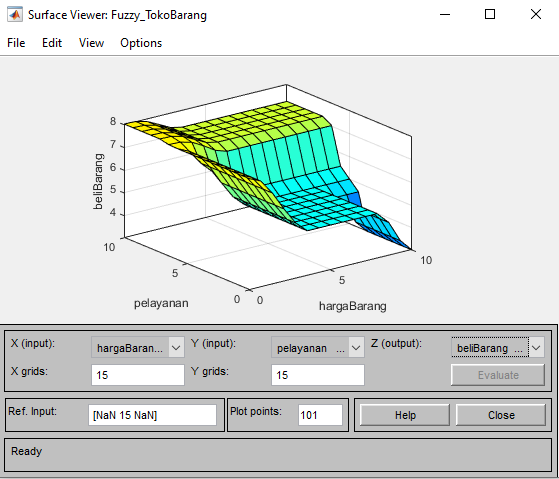 Surface Viewer: Fuzzy_TokoBarang
File Edit View Options
8
7
6
5
4
beliBarang
10
5
0
pelayanan
0
5
10
hargaBarang
X (input): hargaBaran... Y (input): pelayanan ... Z (output): beliBarang ...
X grids: 15 Y grids: 15 Evaluate
Ref. Input: [NaN 15 NaN] Plot points: 101 Help Close
Ready